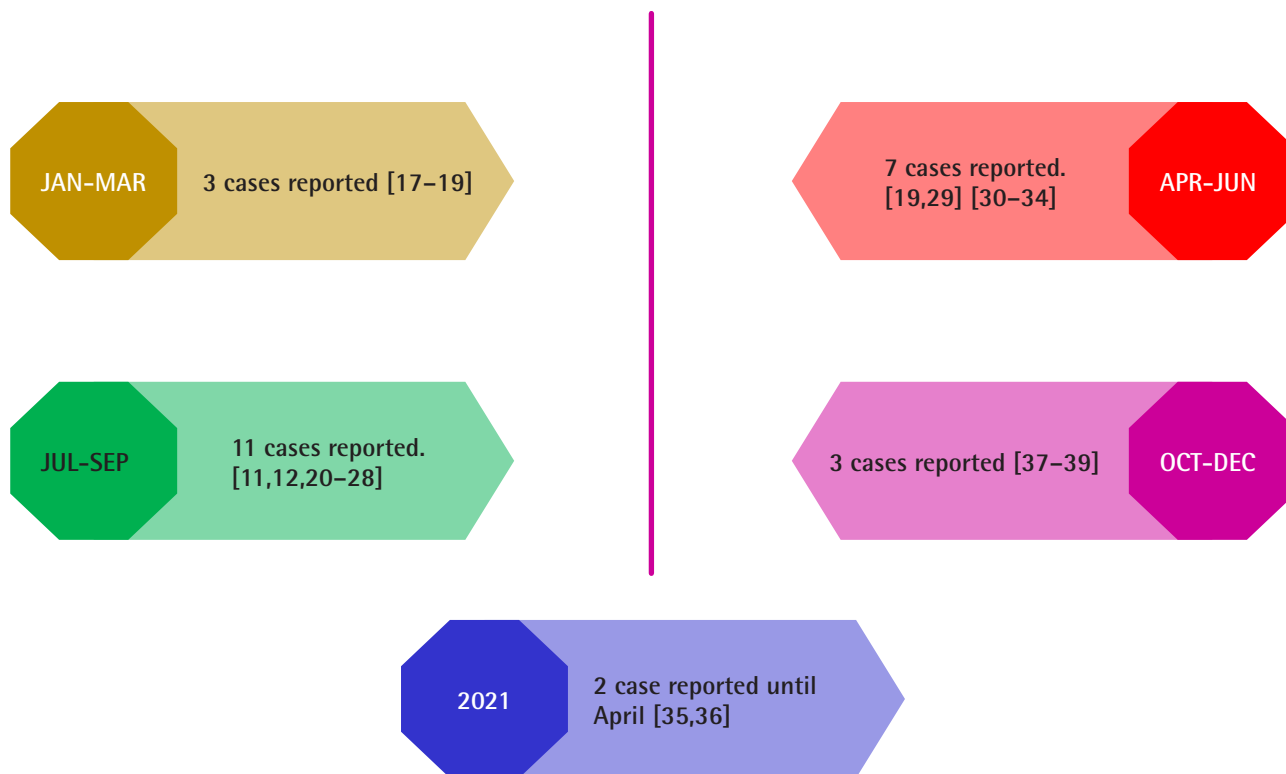 JAN-MAR
3 cases reported [17–19]
7 cases reported.
[19,29] [30–34]
APR-JUN
JUL-SEP
11 cases reported.
[11,12,20–28]
3 cases reported [37–39]
OCT-DEC
2021
2 case reported until
April [35,36]